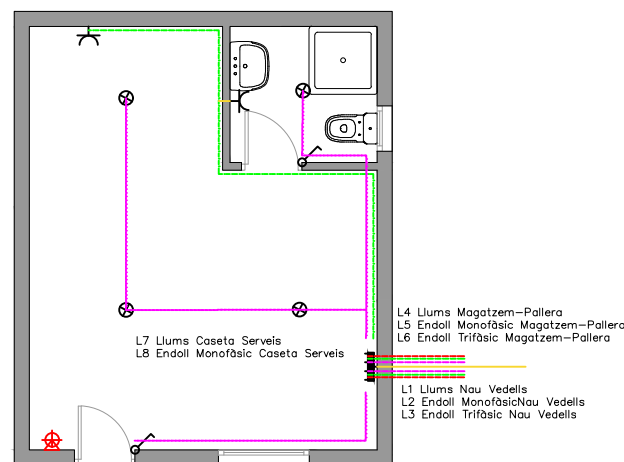 L4 Llums Magatzem-Pallera
L5 Endoll Monofàsic Magatzem-Pallera
L6 Endoll Trifàsic Magatzem-Pallera
L7 Llums Caseta Serveis
L8 Endoll Monofàsic Caseta Serveis
L1 Llums Nau Vedells
L2 Endoll MonofàsicNau Vedells
L3 Endoll Trifàsic Nau Vedells